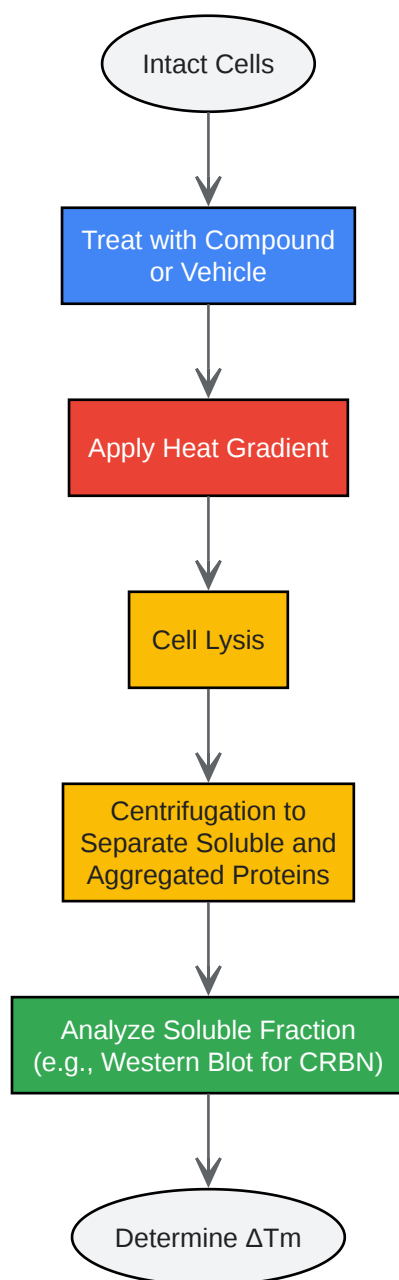 Intact Cells
Treat with Compound
or Vehicle
Apply Heat Gradient
Cell Lysis
Centrifugation to
Separate Soluble and
Aggregated Proteins
Analyze Soluble Fraction
(e.g., Western Blot for CRBN)
Determine ΔTm